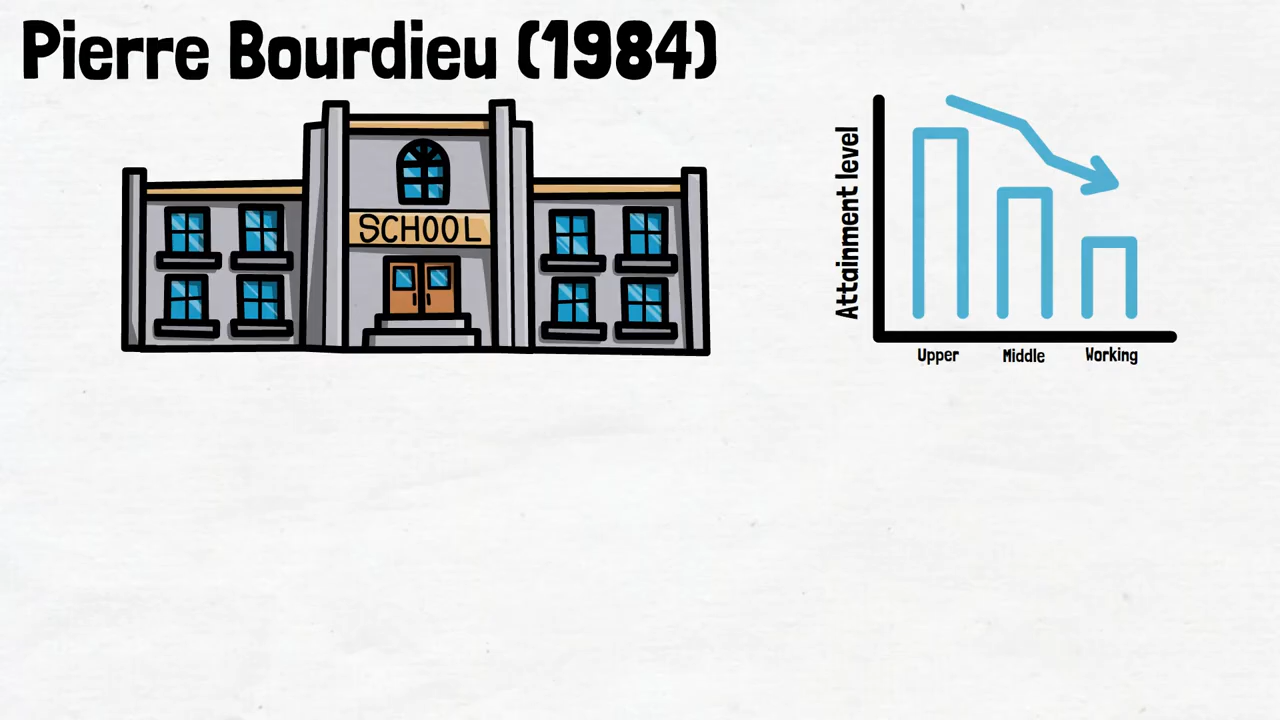 Pierre Bourdieu (1984)
SCHOOL
Attainment level
Upper Middle Working